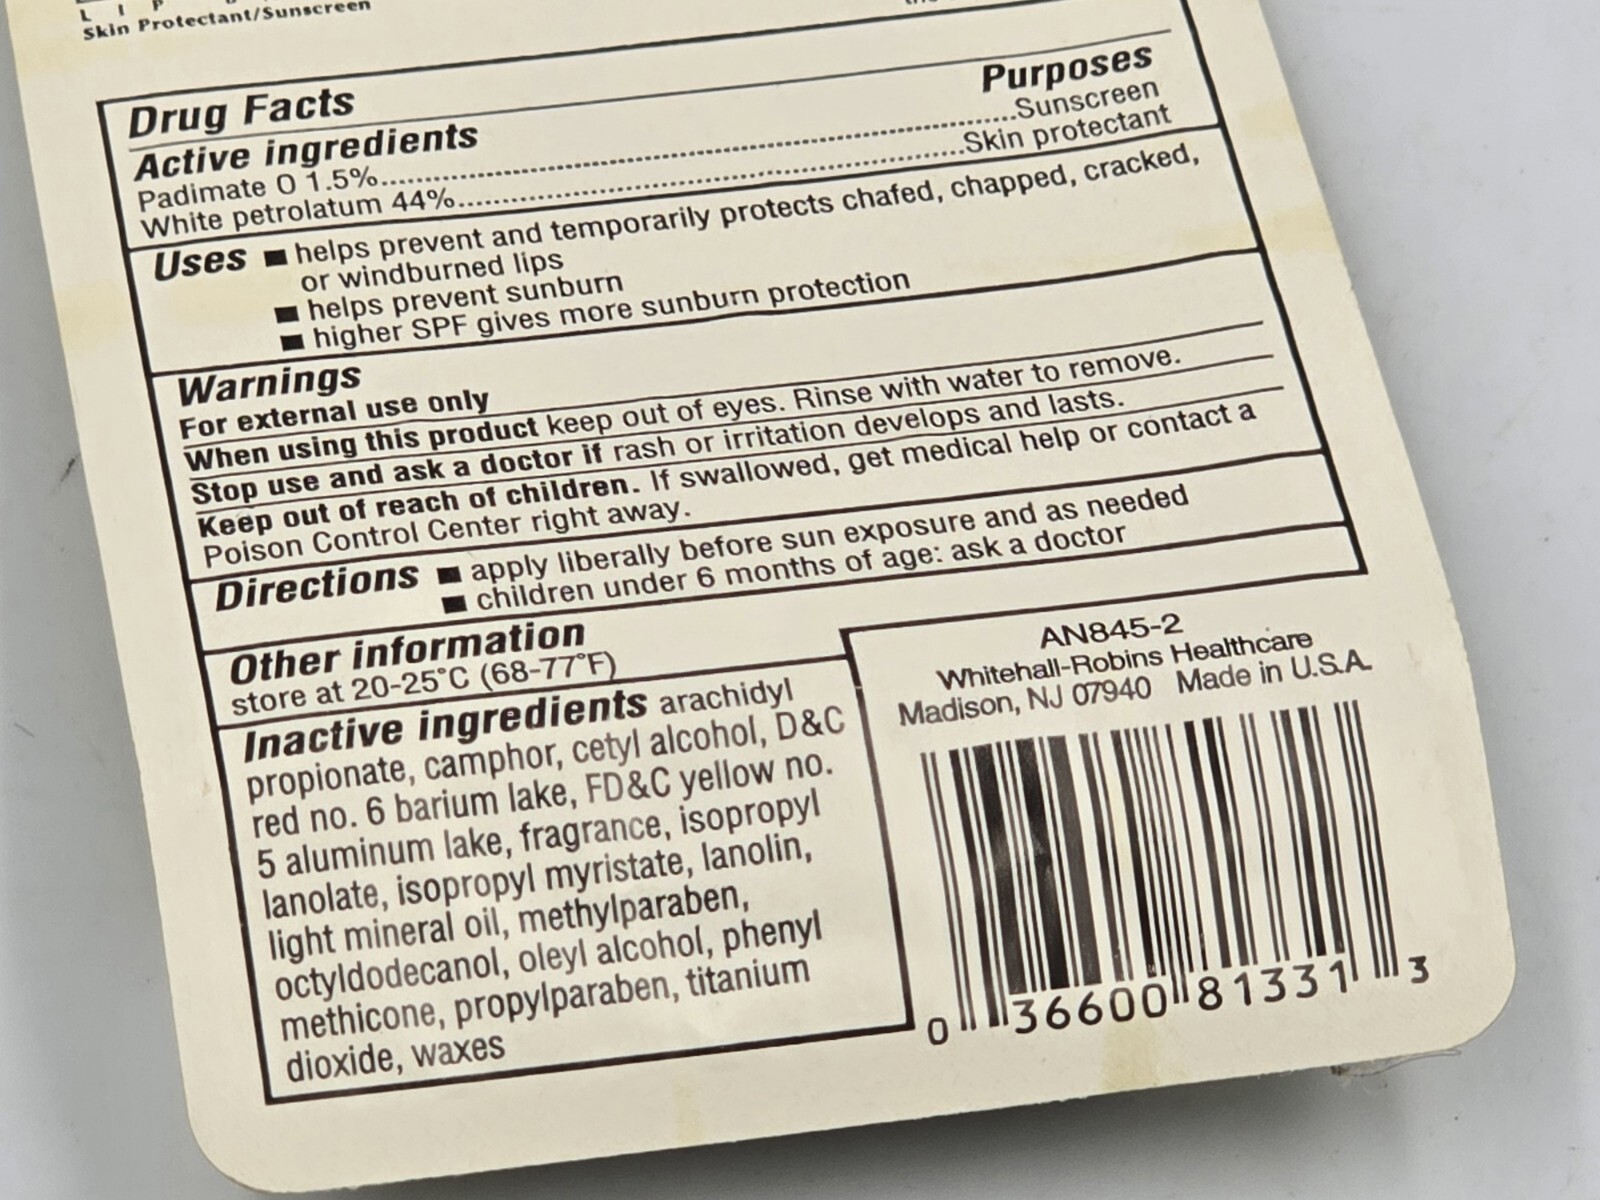 L I P
Skin Protectant/Sunscreen
Drug Facts
Active ingredients Purposes
Padimate O 1.5%..........Sunscreen
White petrolatum 44%..........Skin protectant
Uses ■ helps prevent and temporarily protects chafed, chapped, cracked,
or windburned lips
■ helps prevent sunburn
■ higher SPF gives more sunburn protection
Warnings
For external use only
When using this product keep out of eyes. Rinse with water to remove.
Stop use and ask a doctor if rash or irritation develops and lasts.
Keep out of reach of children. If swallowed, get medical help or contact a
Poison Control Center right away.
Directions ■ apply liberally before sun exposure and as needed
■ children under 6 months of age: ask a doctor
Other information
store at 20-25°C (68-77°F)
Inactive ingredients arachidyl
propionate, camphor, cetyl alcohol, D&C
red no. 6 barium lake, FD&C yellow no.
5 aluminum lake, fragrance, isopropyl
lanolate, isopropyl myristate, lanolin,
light mineral oil, methylparaben,
octyldodecanol, oleyl alcohol, phenyl
methicone, propylparaben, titanium
dioxide, waxes
AN845-2
Whitehall-Robins Healthcare
Madison, NJ 07940 Made in U.S.A.
0 36600 81331 3